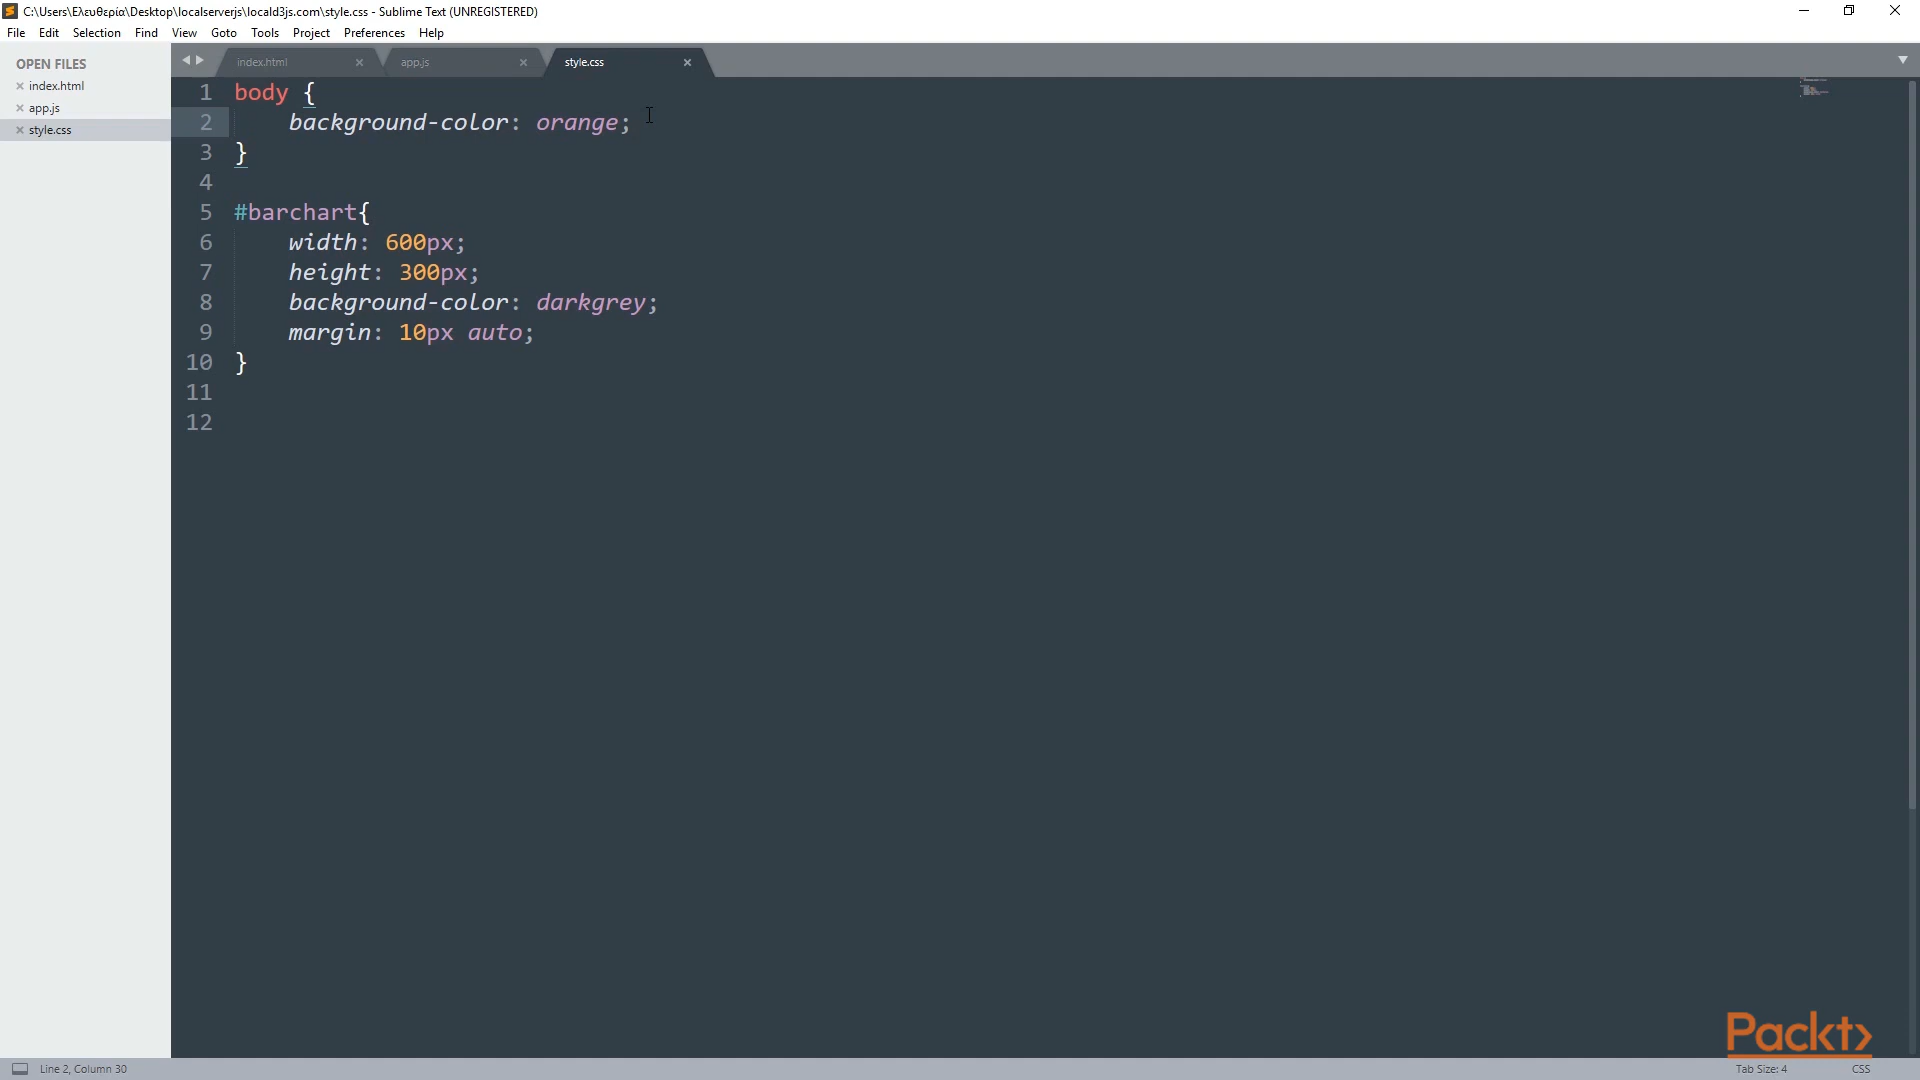 C:\Users\Ελευθερία\Desktop\localserverjs\locald3js.com\style.css - Sublime Text (UNREGISTERED)
File Edit Selection Find View Goto Tools Project Preferences Help
OPEN FILES
index.html
app.js
style.css
index.html app.js style.css
1 body {
2 background-color: orange;
3 }
4
5 #barchart{
6 width: 600px;
7 height: 300px;
8 background-color: darkgrey;
9 margin: 10px auto;
10 }
11
12
Packt>
Line 2, Column 30 Tab Size: 4 CSS